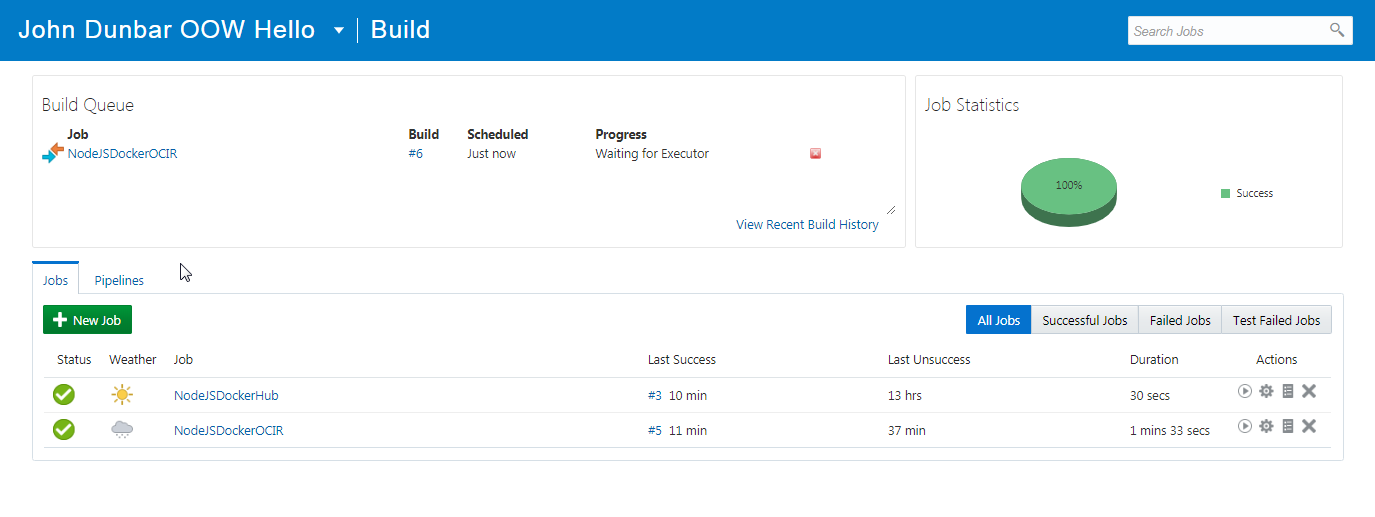 John Dunbar OOW Hello Build Search Jobs
Build Queue
Job Build Scheduled Progress
NodeJSDockerOCIR #6 Just now Waiting for Executor
View Recent Build History
Job Statistics
100% Success
Jobs Pipelines
New Job All Jobs Successful Jobs Failed Jobs Test Failed Jobs
Status Weather Job Last Success Last Unsuccess Duration Actions
NodeJSDockerHub #3 10 min 13 hrs 30 secs
NodeJSDockerOCIR #5 11 min 37 min 1 mins 33 secs